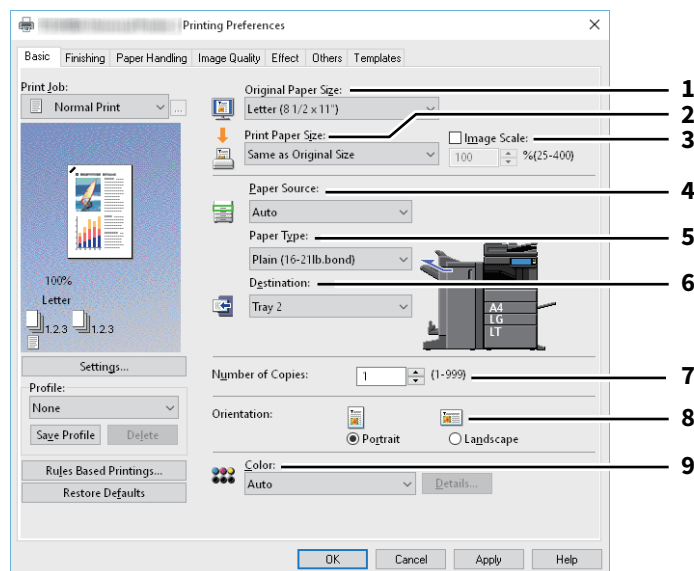 Printing Preferences
Basic Finishing Paper Handling Image Quality Effect Others Templates
Print Job:
Normal Print
...
100%
Letter
1.2.3 1.2.3
Settings...
Profile:
None
Save Profile Delete
Rules Based Printings...
Restore Defaults
Original Paper Size: 1
Letter (8 1/2 x 11")
Print Paper Size: 2
Same as Original Size
Image Scale: 3
100 %(25-400)
Paper Source: 4
Auto
Paper Type: 5
Plain (16-21lb.bond)
Destination: 6
Tray 2
A4
LG
LT
Number of Copies: 1 (1-999) 7
Orientation: 8
Portrait Landscape
Color: 9
Auto Details...
OK Cancel Apply Help